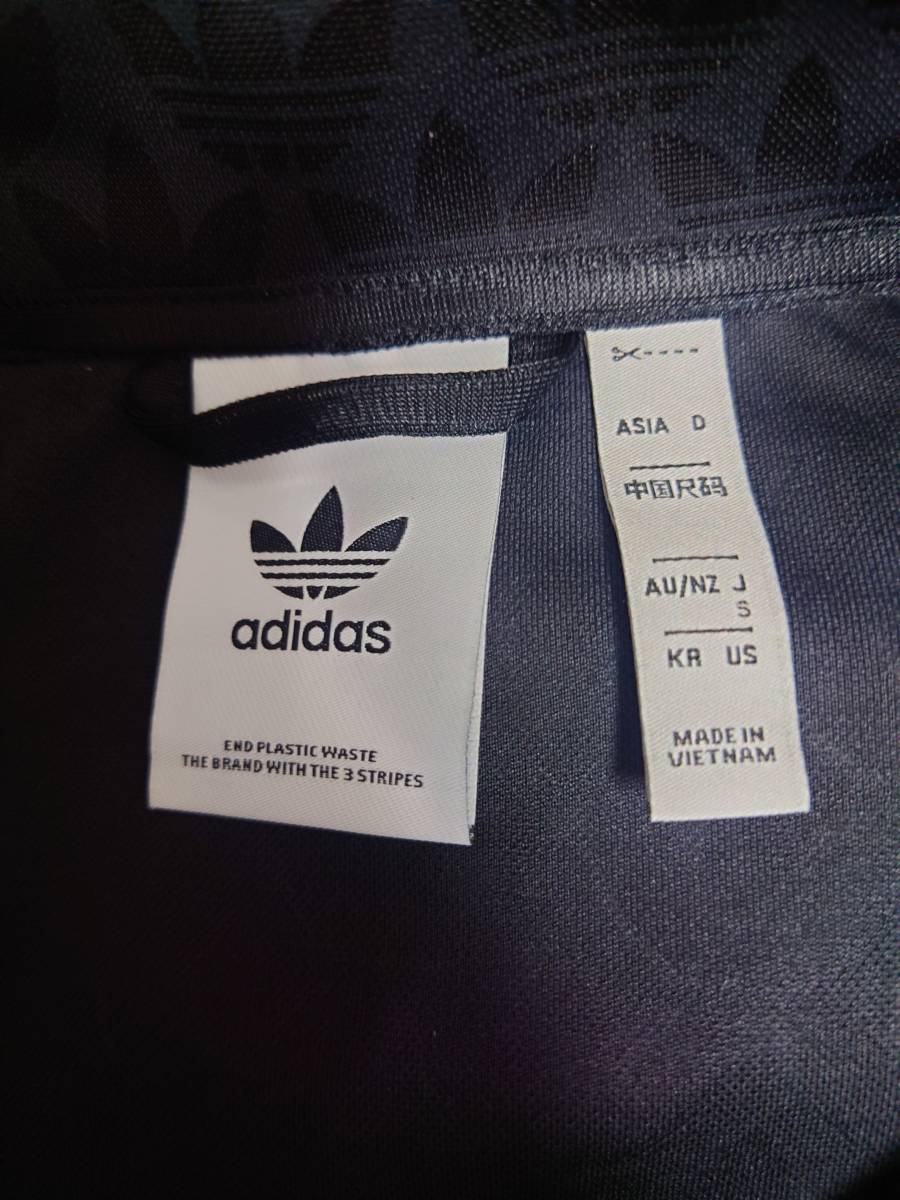 adidas
END PLASTIC WASTE
THE BRAND WITH THE 3 STRIPES
ASIA D
中国尺码
AU/NZ J
S
KR US
MADE IN
VIETNAM